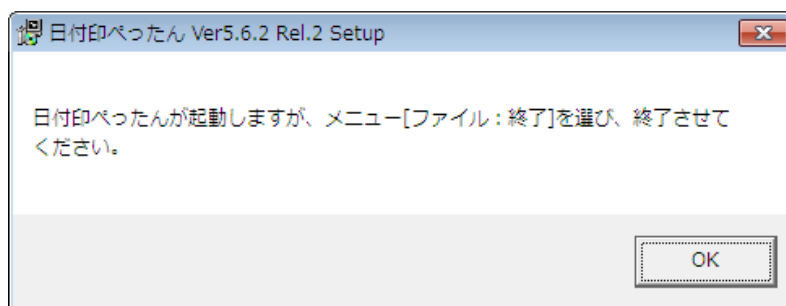 日付印ぺったん Ver5.6.2 Rel.2 Setup
日付印ぺったんが起動しますが、メニュー[ファイル：終了]を選び、終了させて
ください。
OK